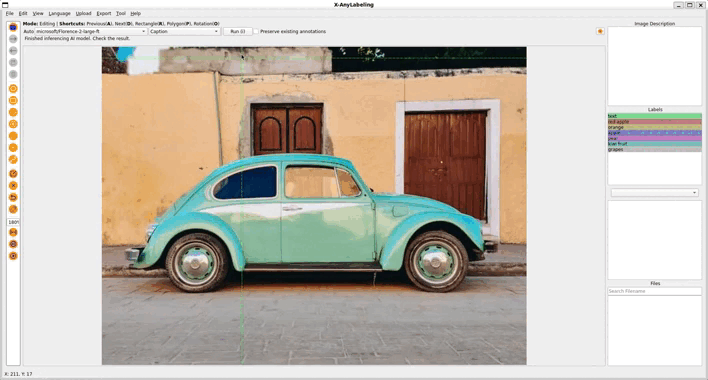 X-AnyLabeling
File Edit View Language Upload Export Tool Help
Mode: Editing | Shortcuts: Previous(A), Next(D), Rectangle(R), Polygon(P), Rotation(O)
Auto microsoft/Florence-2-large-ft Caption Run (i) Preserve existing annotations
Finished inferencing AI model. Check the result.
Image Description
Labels
text
red apple
orange
pear
kiwi fruit
grapes
Files
Search Filename
X: 211, Y: 17